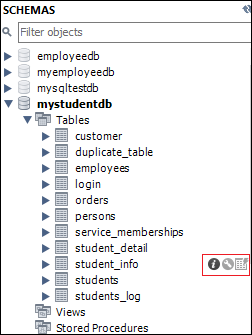 SCHEMAS
Filter objects
employeedb
myemployeedb
mysqltestdb
mystudentdb
Tables
customer
duplicate_table
employees
login
orders
persons
service_memberships
student_detail
student_info
students
students_log
Views
Stored Procedures